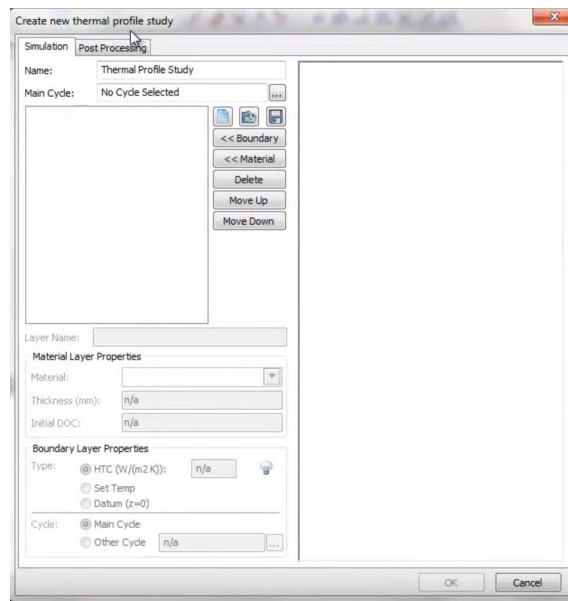 Create new thermal profile study
Simulation Post Processing
Name: Thermal Profile Study
Main Cycle: No Cycle Selected ...
<< Boundary
<< Material
Delete
Move Up
Move Down
Layer Name:
Material Layer Properties
Material:
Thickness (mm): n/a
Initial DOC: n/a
Boundary Layer Properties
Type: HTC (W/(m2 K)): n/a
Set Temp
Datum (z=0)
Cycle: Main Cycle
Other Cycle n/a ...
OK Cancel